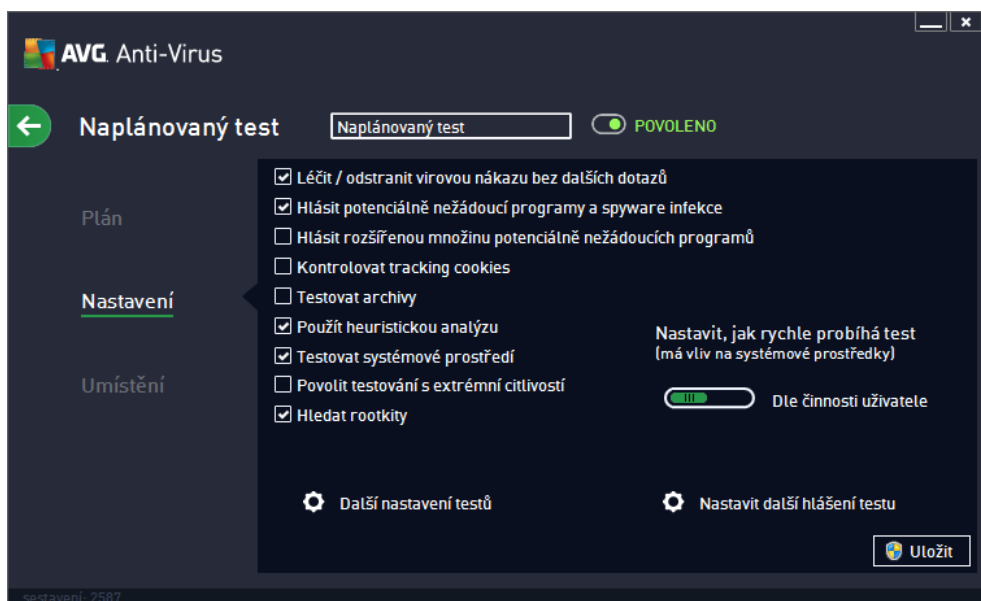 AVG. Anti-Virus
Naplánovaný test
Naplánovaný test
POVOLENO
Plán
Nastavení
Umístění
Léčit / odstranit virovou nákazu bez dalších dotazů
Hlásit potenciálně nežádoucí programy a spyware infekce
Hlásit rozšířenou množinu potenciálně nežádoucích programů
Kontrolovat tracking cookies
Testovat archivy
Použít heuristickou analýzu
Testovat systémové prostředí
Povolit testování s extrémní citlivostí
Hledat rootkity
Nastavit, jak rychle probíhá test
(má vliv na systémové prostředky)
Dle činnosti uživatele
Další nastavení testů
Nastavit další hlášení testu
Uložit
sestavení: 2587